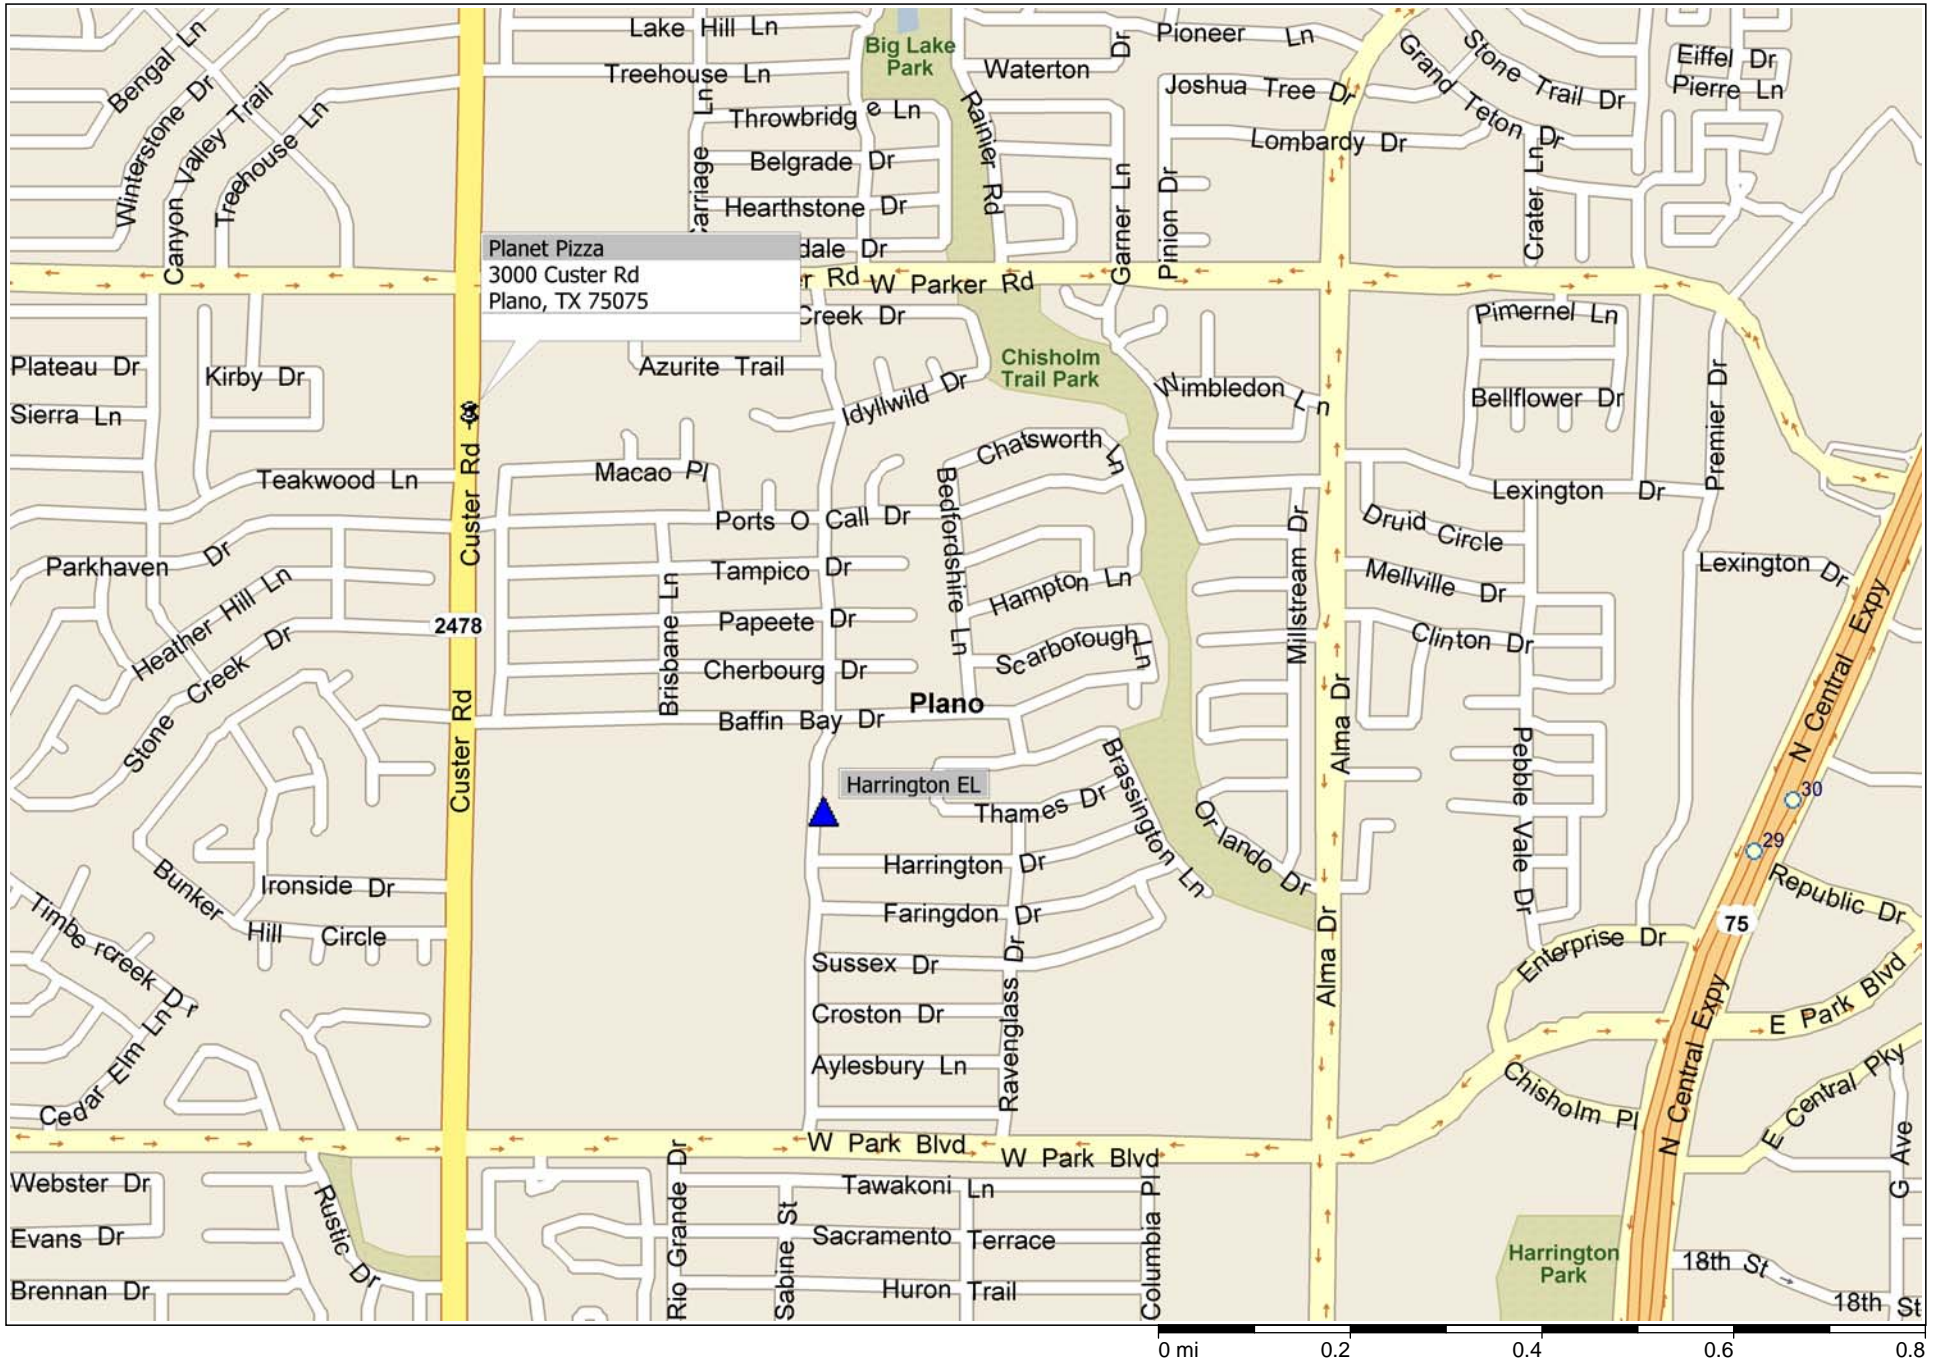 Lake Hill Ln
Big Lake
Park
Pioneer Ln
Eiffel Dr
Pierre Ln
Bengal Ln
Treehouse Ln
Waterton Dr
Joshua Tree Dr
Grand Teton Dr
Stone Trail Dr
Winterstone Dr
Canyon Valley Trail
Treehouse Ln
Throwbridge Ln
Rainier Rd
Lombardy Dr
Belgrade Dr
Carriage Ln
Hearthstone Dr
Garner Ln
Pinion Dr
Crater Ln
dale Dr
Planet Pizza
3000 Custer Rd
Plano, TX 75075
r Rd
W Parker Rd
Creek Dr
Pimernel Ln
Plateau Dr
Kirby Dr
Azurite Trail
Chisholm
Trail Park
Idyllwild Dr
Wimbledon Ln
Bellflower Dr
Premier Dr
Sierra Ln
Chatsworth Ln
Custer Rd
Teakwood Ln
Macao Pl
Lexington Dr
Ports O Call Dr
Bedfordshire Ln
Druid Circle
Parkhaven Dr
Tampico Dr
Hampton Ln
Millstream Dr
Mellville Dr
Lexington Dr
Heather Hill Ln
Brisbane Ln
Papeete Dr
2478
Clinton Dr
N Central Expy
Stone Creek Dr
Cherbourg Dr
Scarborough Ln
Plano
Baffin Bay Dr
Custer Rd
Alma Dr
Pebble Vale Dr
Harrington EL
Thames Dr
Brassington Ln
Orlando Dr
30
29
Harrington Dr
Bunker Hill Circle
Ironside Dr
Republic Dr
Timbercreek Dr
Faringdon Dr
75
Enterprise Dr
Sussex Dr
Alma Dr
Croston Dr
Ravenglass Dr
E Park Blvd
N Central Expy
Cedar Elm Ln
Aylesbury Ln
Chisholm Pl
E Central Pky
W Park Blvd
W Park Blvd
G Ave
Webster Dr
Rustic Dr
Rio Grande Dr
Tawakoni Ln
Columbia Pl
Evans Dr
Sabine St
Sacramento Terrace
Harrington
Park
18th St
Brennan Dr
Huron Trail
18th St
0 mi 0.2 0.4 0.6 0.8